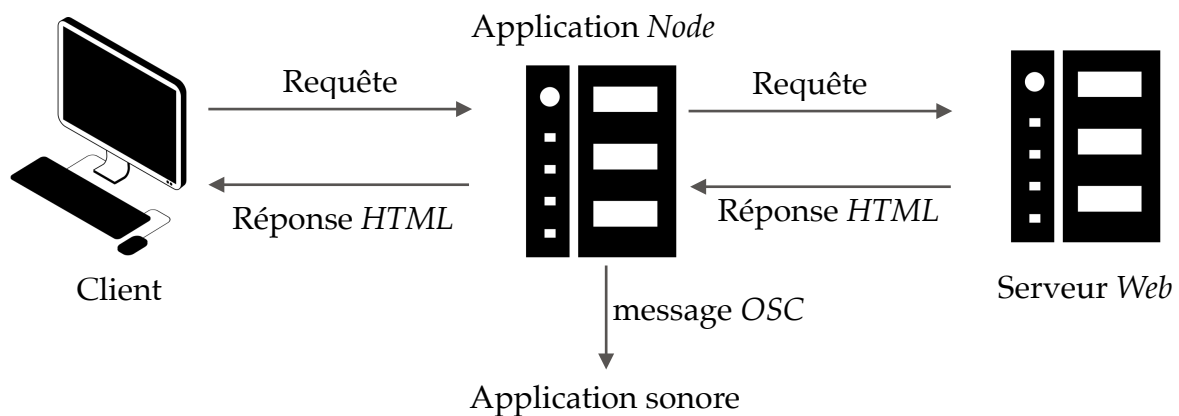 Application Node
Requête
Requête
Réponse HTML
Réponse HTML
Client
Serveur Web
message OSC
Application sonore